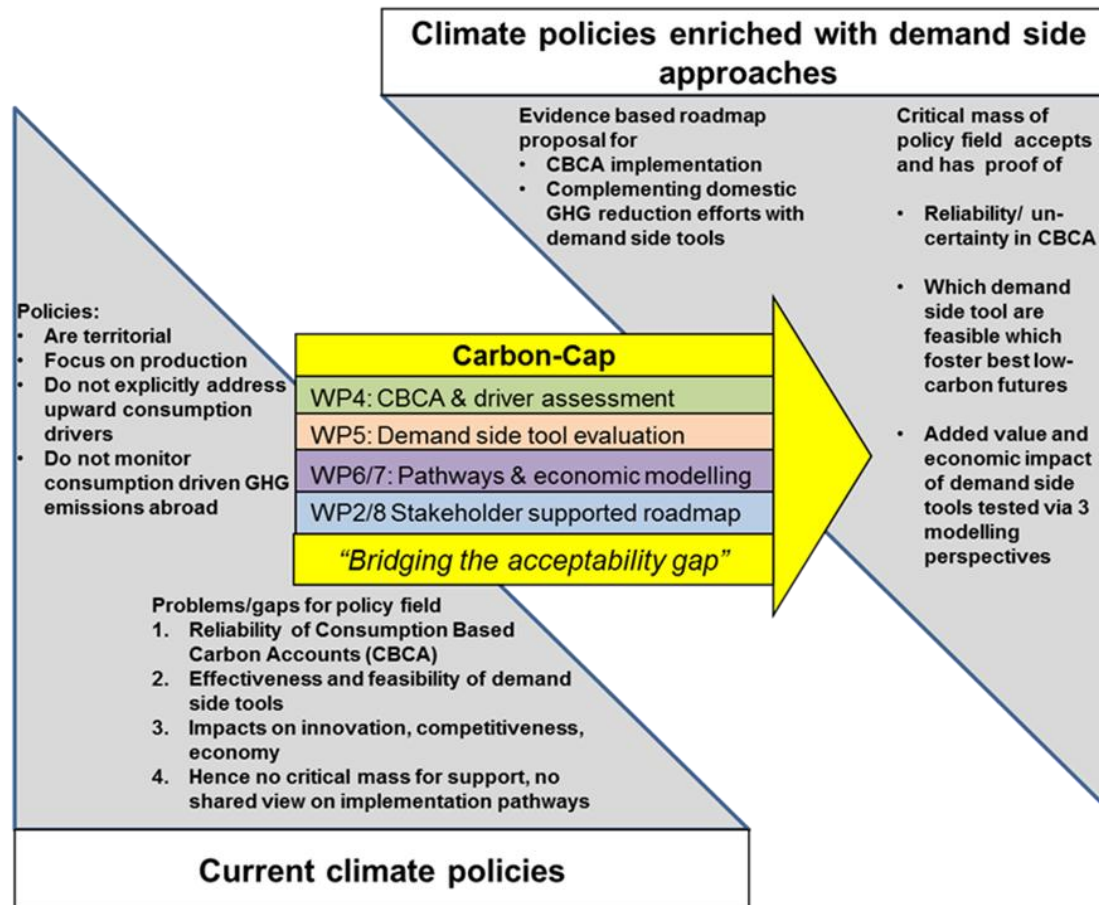 Climate policies enriched with demand side
approaches
Evidence based roadmap
proposal for
• CBCA implementation
• Complementing domestic
GHG reduction efforts with
demand side tools
Critical mass of
policy field accepts
and has proof of
• Reliability/ un-
certainty in CBCA
• Which demand
side tool are
feasible which
foster best low-
carbon futures
• Added value and
economic impact
of demand side
tools tested via 3
modelling
perspectives
Policies:
• Are territorial
• Focus on production
• Do not explicitly address
upward consumption
drivers
• Do not monitor
consumption driven GHG
emissions abroad
Carbon-Cap
WP4: CBCA & driver assessment
WP5: Demand side tool evaluation
WP6/7: Pathways & economic modelling
WP2/8 Stakeholder supported roadmap
“Bridging the acceptability gap”
Problems/gaps for policy field
1. Reliability of Consumption Based
Carbon Accounts (CBCA)
2. Effectiveness and feasibility of demand
side tools
3. Impacts on innovation, competitiveness,
economy
4. Hence no critical mass for support, no
shared view on implementation pathways
Current climate policies